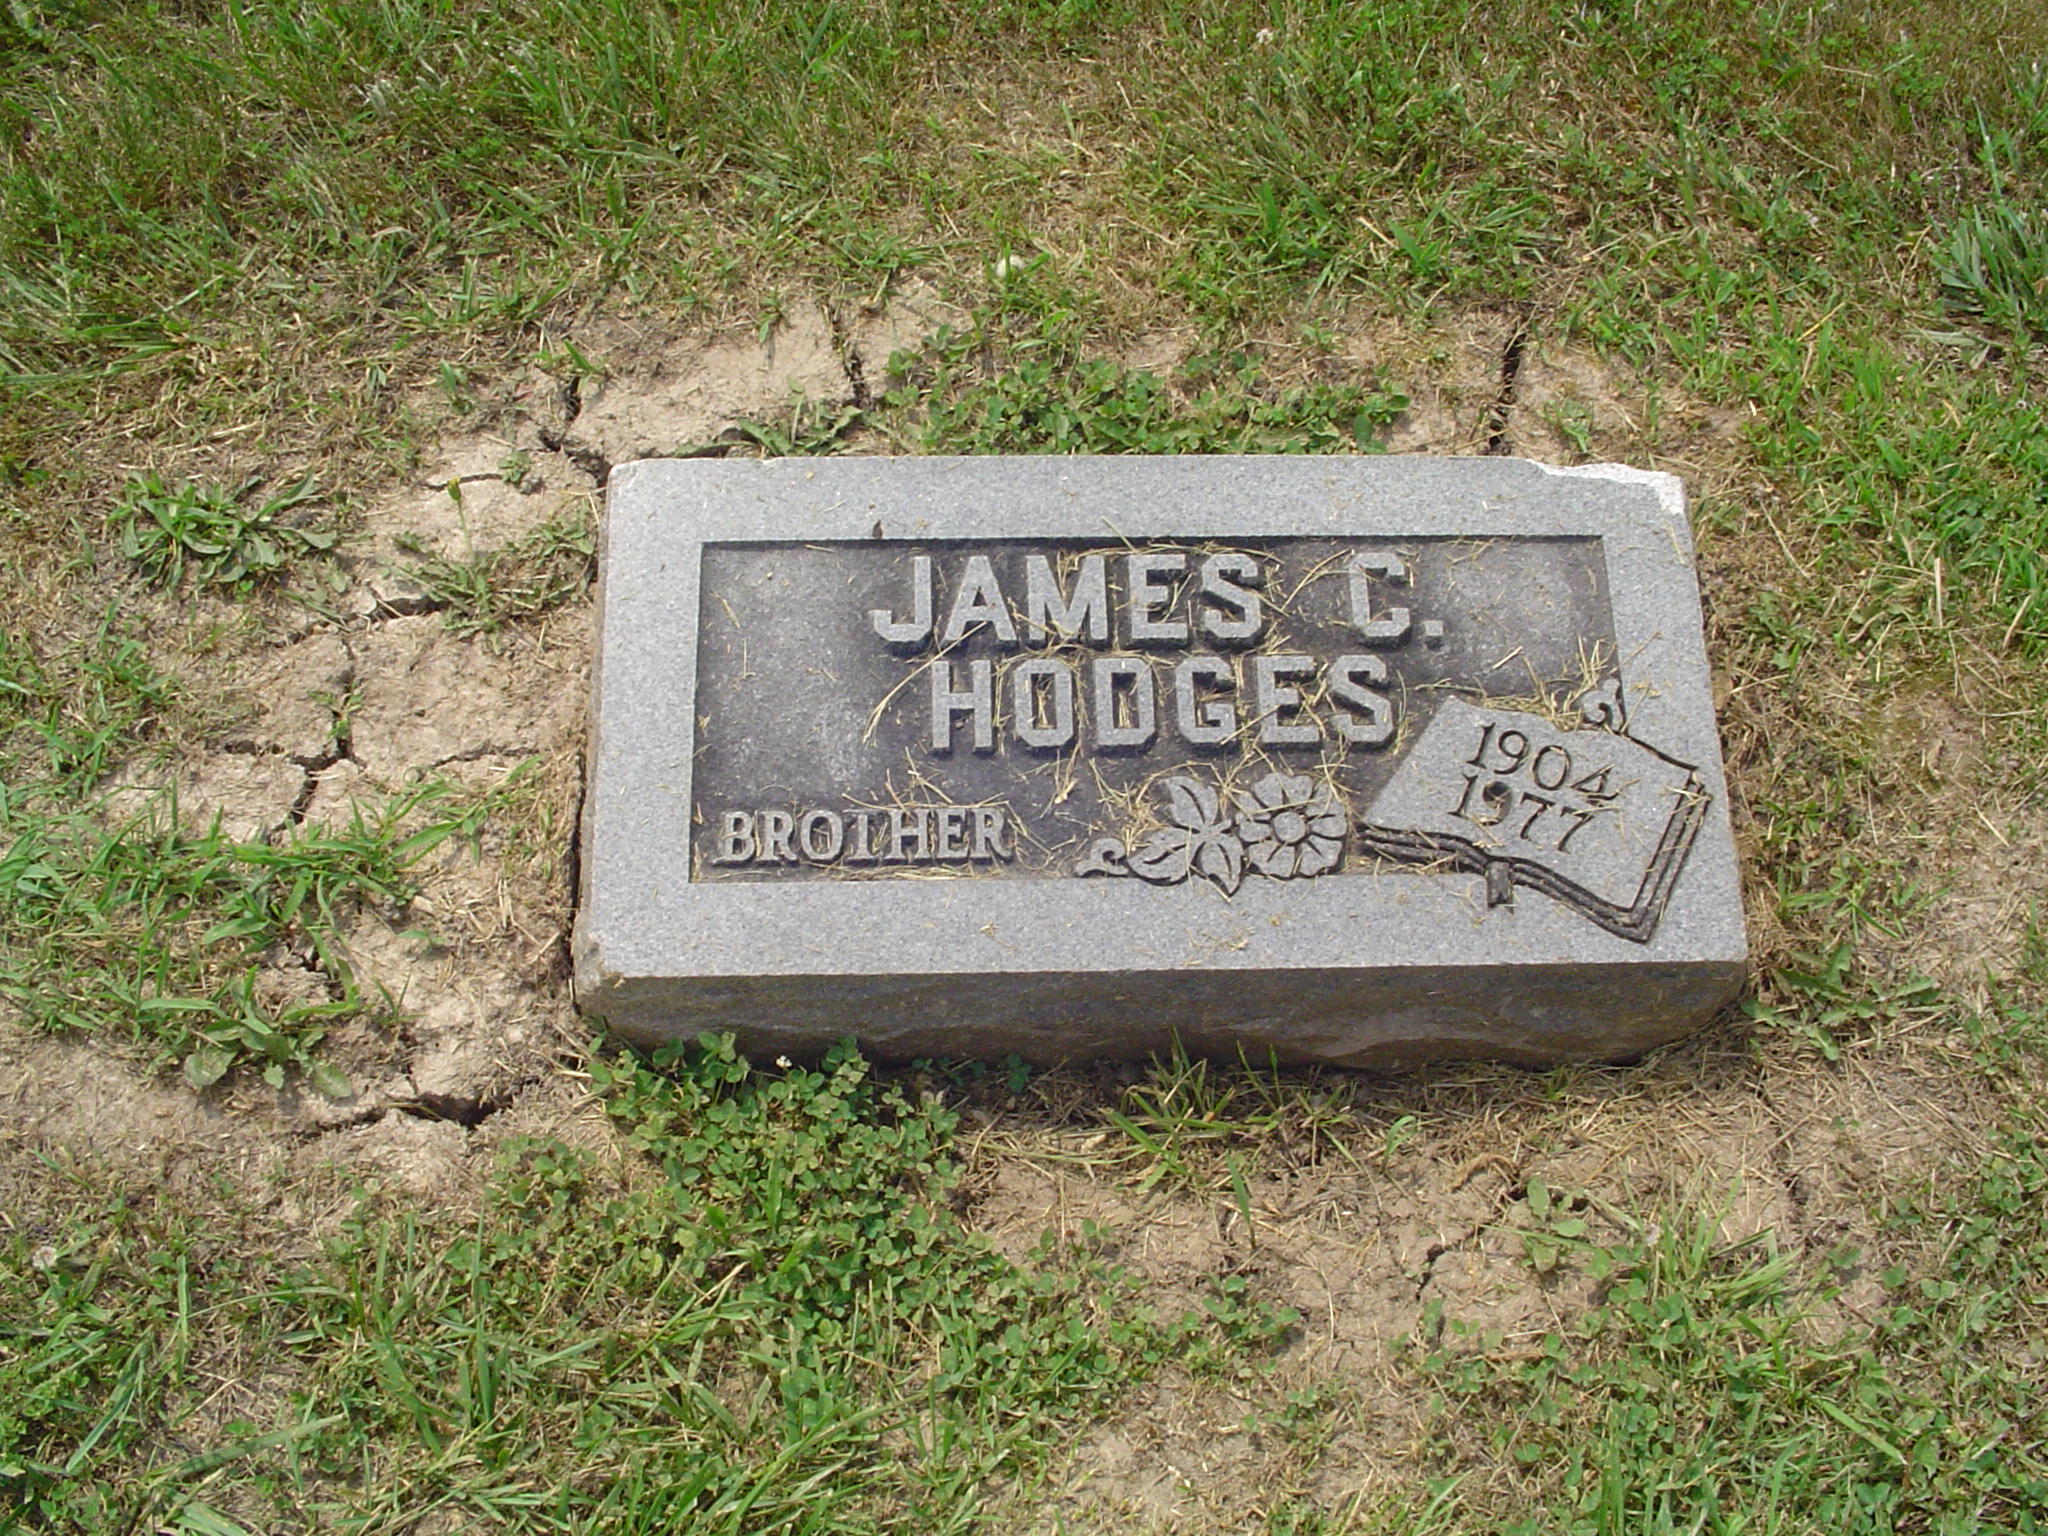 JAMES C.
HODGES
1904
1977
BROTHER